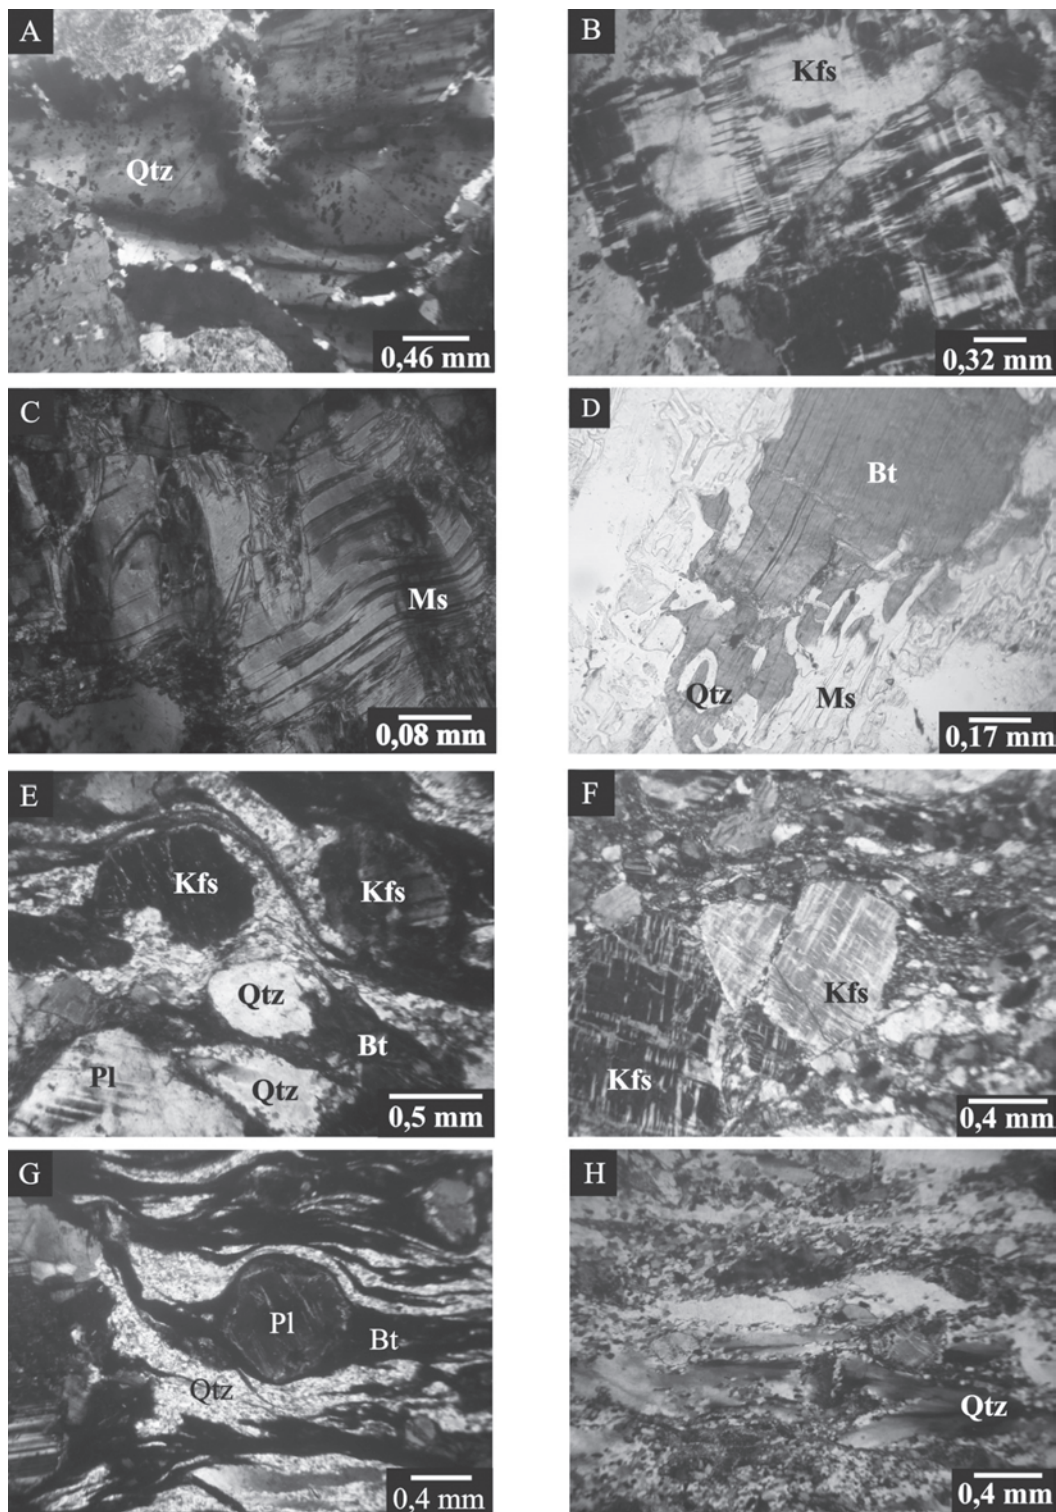 A
Qtz
0,46 mm
B
Kfs
0,32 mm
C
Ms
0,08 mm
D
Bt
Qtz
Ms
0,17 mm
E
Kfs
Kfs
Qtz
Bt
Pl
Qtz
0,5 mm
F
Kfs
Kfs
0,4 mm
G
Pl
Bt
Qtz
0,4 mm
H
Qtz
0,4 mm